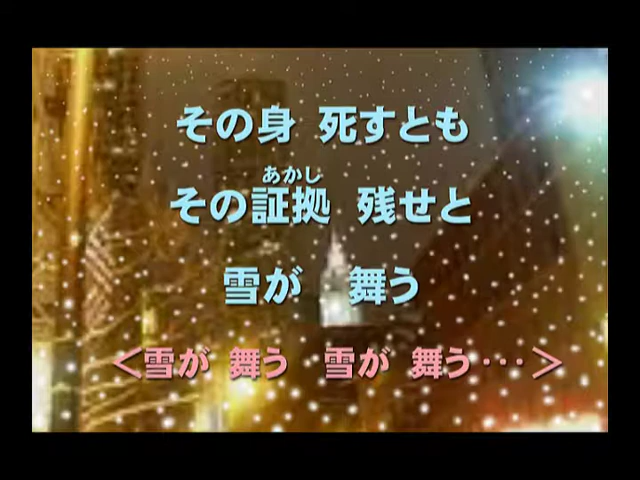 その身 死すとも
あかし
その証拠 残せと
雪が 舞う
＜雪が 舞う 雪が 舞う・・・＞